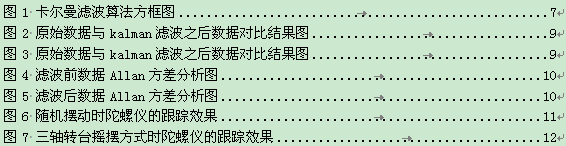 图 1 卡尔曼滤波算法方框图................................→.................................7
图 2 原始数据与 kalman 滤波之后数据对比结果图................→.......................9
图 3 原始数据与 kalman 滤波之后数据对比结果图................→.......................9
图 4 滤波前数据 Allan 方差分析图............................→..............................10
图 5 滤波后数据 Allan 方差分析图............................→..............................10
图 6 随机摆动时陀螺仪的跟踪效果............................→..............................11
图 7 三轴转台摇摆方式时陀螺仪的跟踪效果......................→..........................12